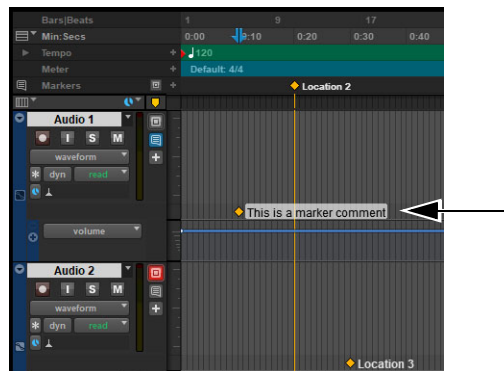 Bars|Beats 1 9 17
Min:Secs 0:00 0:10 0:20 0:30 0:40
Tempo + 120
Meter + Default: 4/4
Markers + Location 2
Audio 1
I S M
waveform
* dyn read
This is a marker comment
volume
Audio 2
I S M
waveform
* dyn read
Location 3